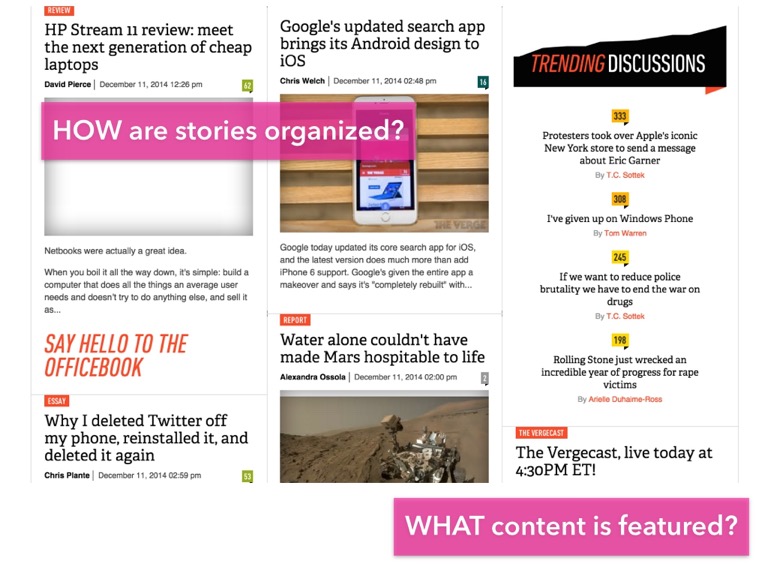 REVIEW
HP Stream 11 review: meet
the next generation of cheap
laptops
David Pierce | December 11, 2014 12:26 pm
62
HOW are stories organized?
Netbooks were actually a great idea.
When you boil it all the way down, it's simple: build a
computer that does all the things an average user
needs and doesn't try to do anything else, and sell it
as...
SAY HELLO TO THE
OFFICEBOOK
ESSAY
Why I deleted Twitter off
my phone, reinstalled it, and
deleted it again
Chris Plante | December 11, 2014 02:59 pm
53
Google's updated search app
brings its Android design to
iOS
Chris Welch | December 11, 2014 02:48 pm
16
THE VERGE
Google today updated its core search app for iOS,
and the latest version does much more than add
iPhone 6 support. Google's given the entire app a
makeover and says it's "completely rebuilt" with...
REPORT
Water alone couldn't have
made Mars hospitable to life
Alexandra Ossola | December 11, 2014 02:00 pm
2
TRENDING DISCUSSIONS
333
Protesters took over Apple's iconic
New York store to send a message
about Eric Garner
By T.C. Sottek
308
I've given up on Windows Phone
By Tom Warren
245
If we want to reduce police
brutality we have to end the war on
drugs
By T.C. Sottek
198
Rolling Stone just wrecked an
incredible year of progress for rape
victims
By Arielle Duhaime-Ross
THE VERGECAST
The Vergecast, live today at
4:30PM ET!
WHAT content is featured?